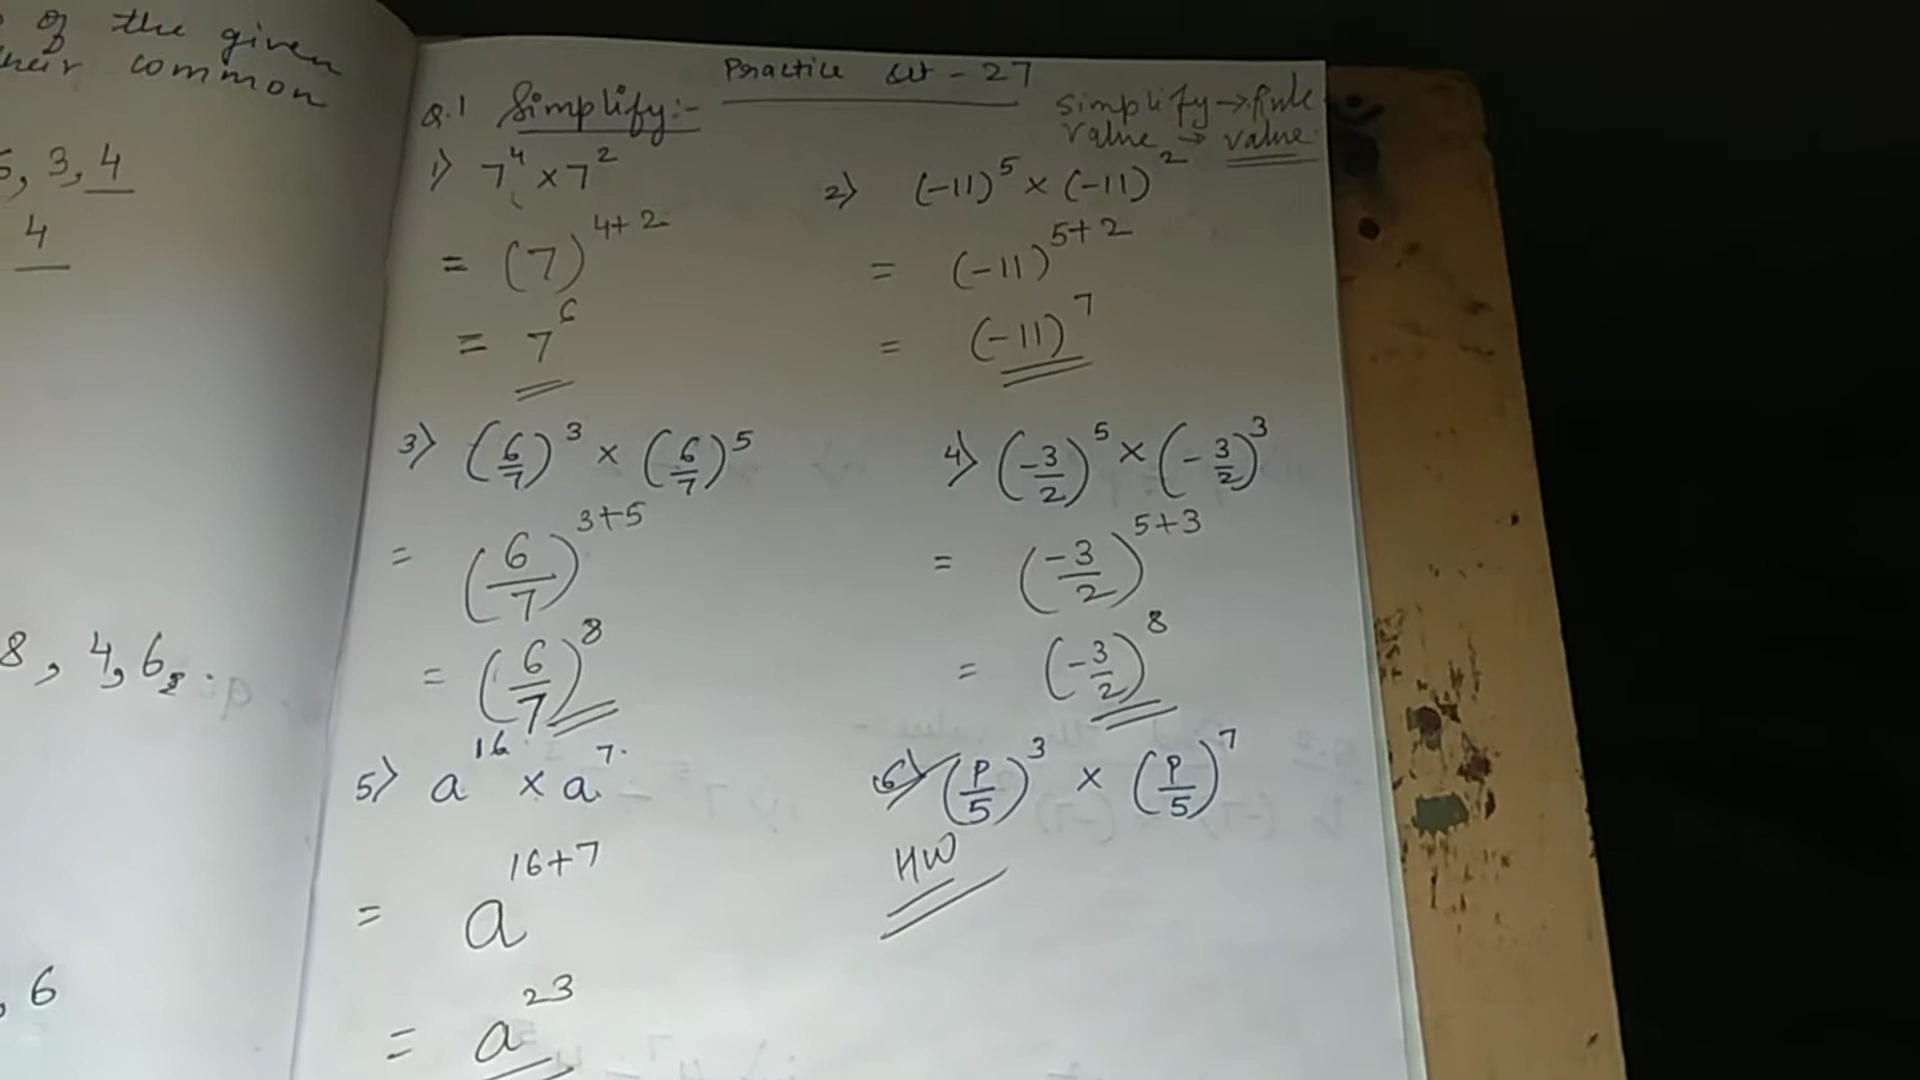 of the given
their common
5, 3, 4
4
8, 4, 6
, 6
Practice set - 27
simplify → Rule
value → value.
Q.1 Simplify:-
1) 7^4 × 7^2
= (7)^{4+2}
= 7^6
2) (-11)^5 × (-11)^2
= (-11)^{5+2}
= (-11)^7
3) (6/7)^3 × (6/7)^5
= (6/7)^{3+5}
= (6/7)^8
4) (-3/2)^5 × (-3/2)^3
= (-3/2)^{5+3}
= (-3/2)^8
5) a^16 × a^7
= a^{16+7}
= a^23
6) (P/5)^3 × (P/5)^7
HW